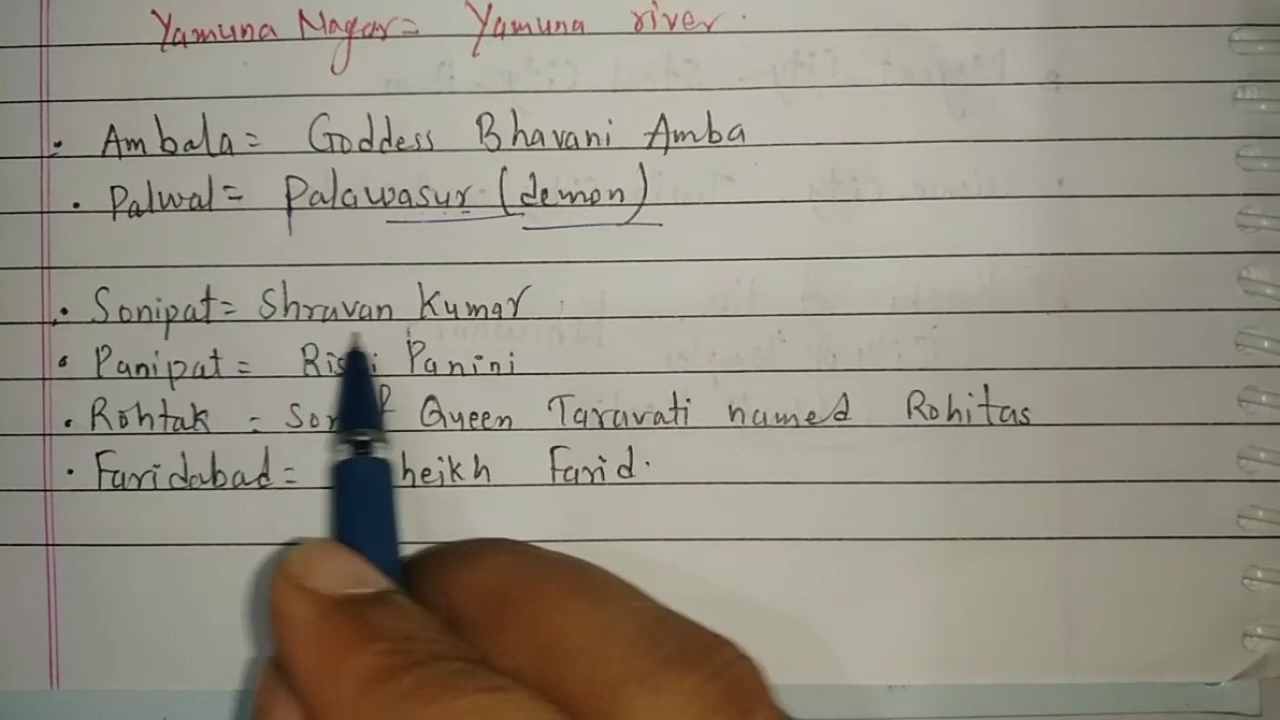 Yamuna Nagar = Yamuna river.
• Ambala = Goddess Bhavani Amba
• Palwal = Palawasur (demon)
• Sonipat = Shravan Kumar
• Panipat = Panini
• Rohtak = Queen Taravati named Rohitas
• Faridabad = Farid.